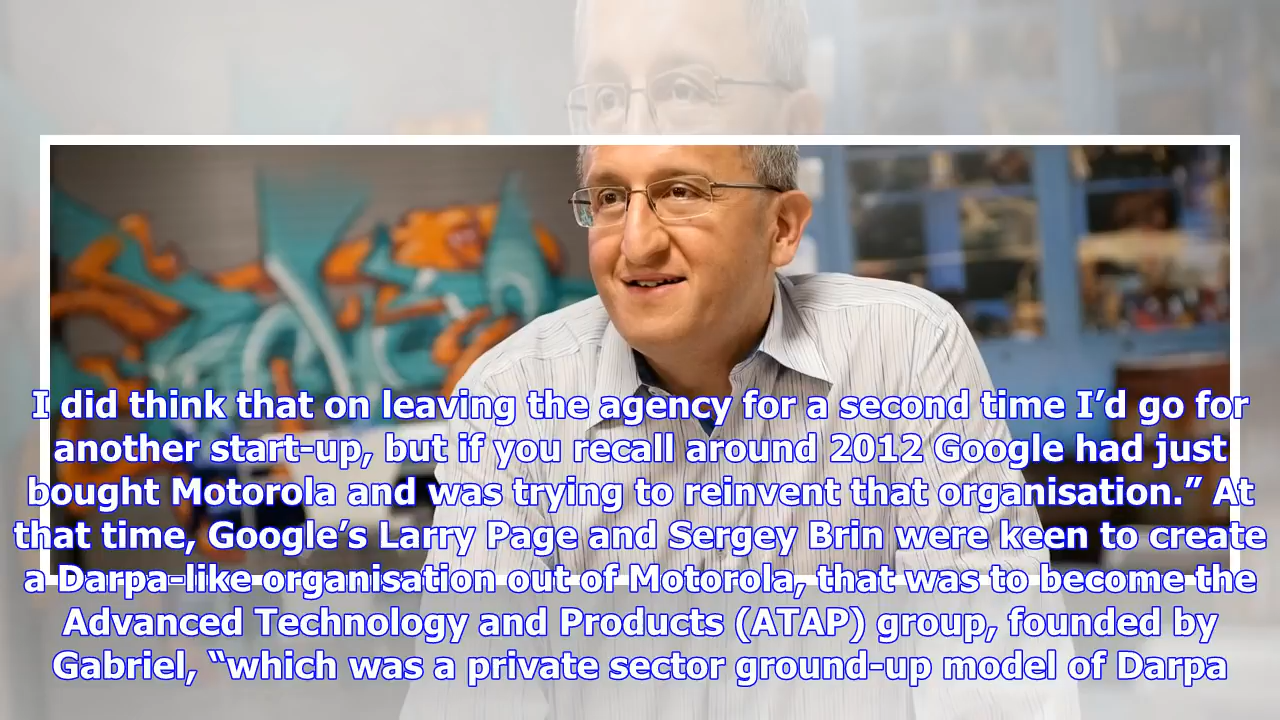 I did think that on leaving the agency for a second time I’d go for
another start-up, but if you recall around 2012 Google had just
bought Motorola and was trying to reinvent that organisation.” At
that time, Google’s Larry Page and Sergey Brin were keen to create
a Darpa-like organisation out of Motorola, that was to become the
Advanced Technology and Products (ATAP) group, founded by
Gabriel, “which was a private sector ground-up model of Darpa